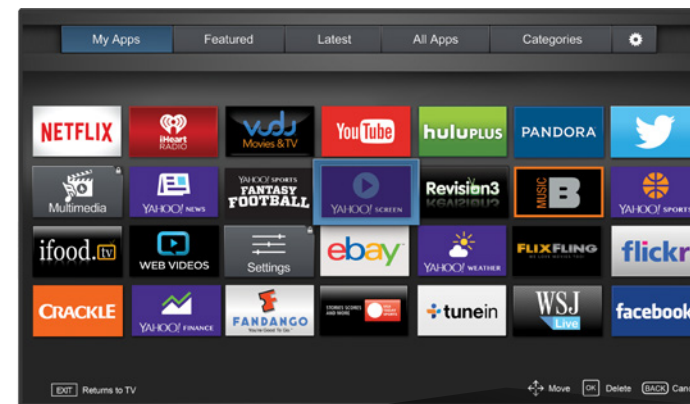 My Apps Featured Latest All Apps Categories
NETFLIX
iHeart
RADIO
vudu
Movies & TV
YouTube
huluPLUS
PANDORA
Multimedia
YAHOO! NEWS
YAHOO! SPORTS
FANTASY
FOOTBALL
YAHOO! SCREEN
Revision3
MUSIC B
YAHOO! SPORTS
ifood.tv
WEB VIDEOS
Settings
ebay
YAHOO! WEATHER
FLIXFLING
flickr
CRACKLE
YAHOO! FINANCE
FANDANGO
tunein
WSJ
Live
facebook
EXIT Returns to TV
Move OK Delete BACK Canc